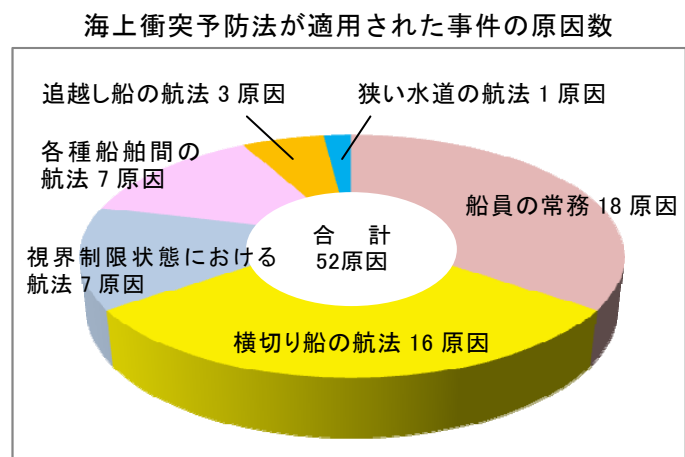 海上衝突予防法が適用された事件の原因数
追越し船の航法 3 原因
狭い水道の航法 1 原因
各種船舶間の
航法 7 原因
船員の常務 18 原因
合 計
52原因
視界制限状態における
航法 7 原因
横切り船の航法 16 原因